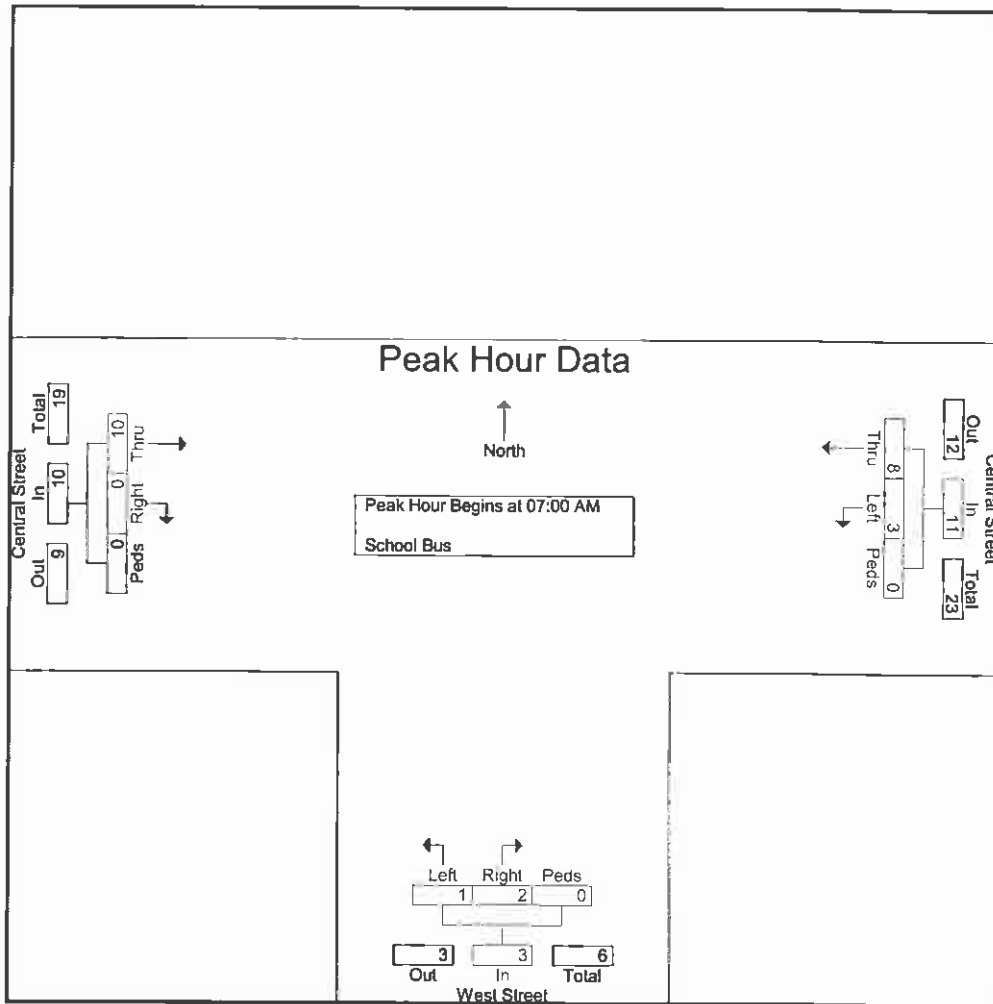 Peak Hour Data
North
Peak Hour Begins at 07:00 AM
School Bus
Central Street
Out In Total
9 10 19
Peds Right Thru
0 0 10
Central Street
Out In Total
12 11 23
Thru Left Peds
8 3 0
Left Right Peds
1 2 0
3 3 6
Out In Total
West Street